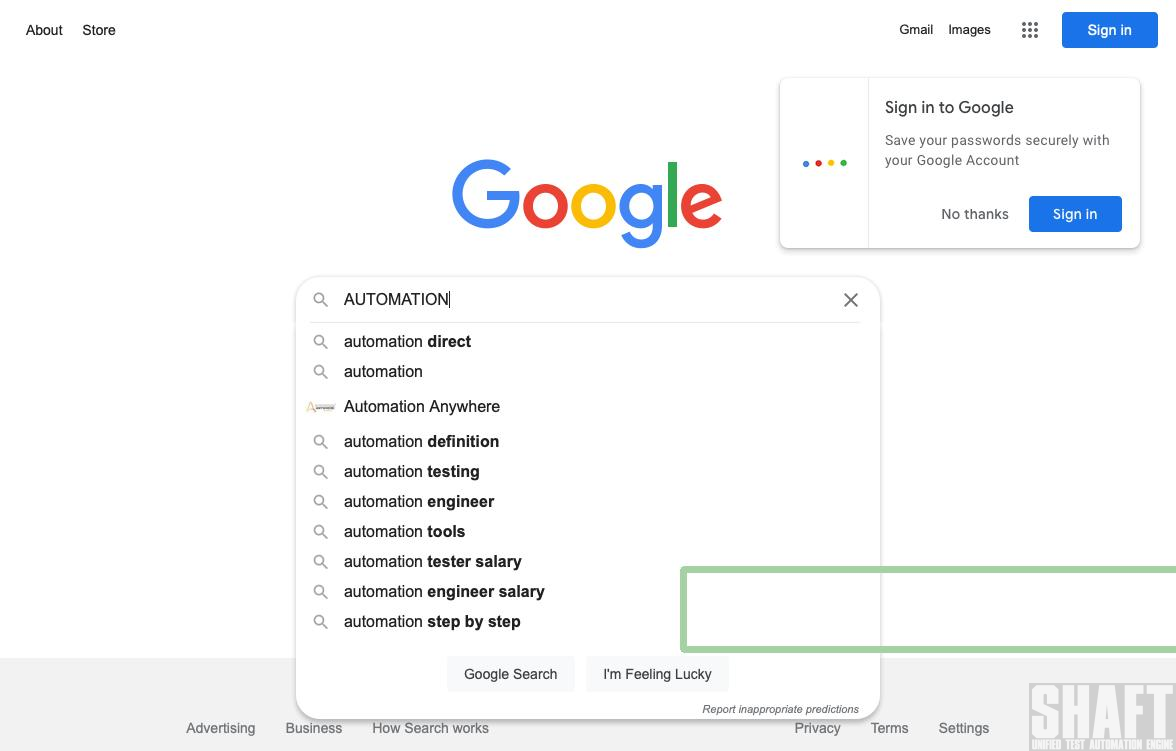 About Store
Gmail Images Sign in
Sign in to Google
Save your passwords securely with
your Google Account
No thanks Sign in
Google
AUTOMATION
automation direct
automation
Automation Anywhere
automation definition
automation testing
automation engineer
automation tools
automation tester salary
automation engineer salary
automation step by step
Google Search I'm Feeling Lucky
Report inappropriate predictions
Advertising Business How Search works
Privacy Terms Settings
SHAFT
UNIFIED TEST AUTOMATION ENGINE